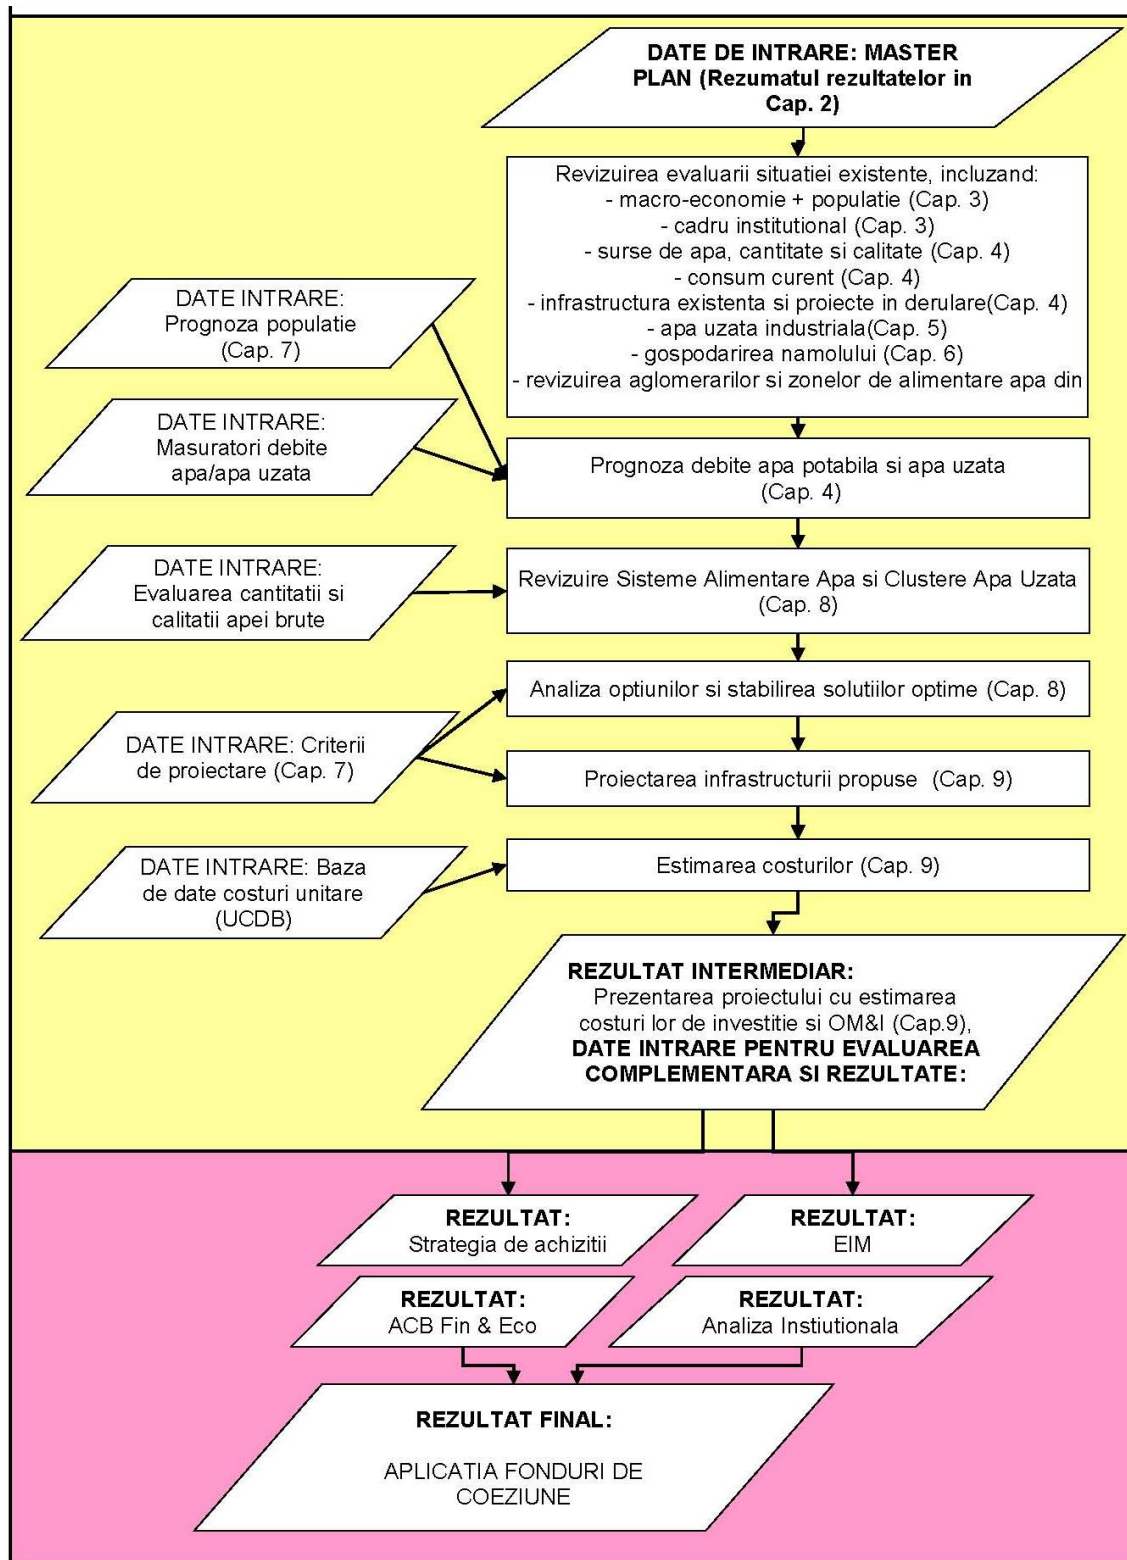 DATE DE INTRARE: MASTER
PLAN (Rezumatul rezultatelor in
Cap. 2)
Revizuirea evaluarii situatiei existente, incluzand:
- macro-economie + populatie (Cap. 3)
- cadru institutional (Cap. 3)
- surse de apa, cantitate si calitate (Cap. 4)
- consum curent (Cap. 4)
- infrastructura existenta si proiecte in derulare(Cap. 4)
- apa uzata industriala(Cap. 5)
- gospodarirea namolului (Cap. 6)
- revizuirea aglomerarilor si zonelor de alimentare apa din
DATE INTRARE:
Prognoza populatie
(Cap. 7)
DATE INTRARE:
Masuratori debite
apa/apa uzata
Prognoza debite apa potabila si apa uzata
(Cap. 4)
DATE INTRARE:
Evaluarea cantitatii si
calitatii apei brute
Revizuire Sisteme Alimentare Apa si Clustere Apa Uzata
(Cap. 8)
Analiza optiunilor si stabilirea solutiilor optime (Cap. 8)
DATE INTRARE: Criterii
de proiectare (Cap. 7)
Proiectarea infrastructurii propuse (Cap. 9)
DATE INTRARE: Baza
de date costuri unitare
(UCDB)
Estimarea costurilor (Cap. 9)
REZULTAT INTERMEDIAR:
Prezentarea proiectului cu estimarea
costuri lor de investitie si OM&I (Cap.9),
DATE INTRARE PENTRU EVALUAREA
COMPLEMENTARA SI REZULTATE:
REZULTAT:
Strategia de achizitii
REZULTAT:
EIM
REZULTAT:
ACB Fin & Eco
REZULTAT:
Analiza Instiutionala
REZULTAT FINAL:
APLICATIA FONDURI DE
COEZIUNE